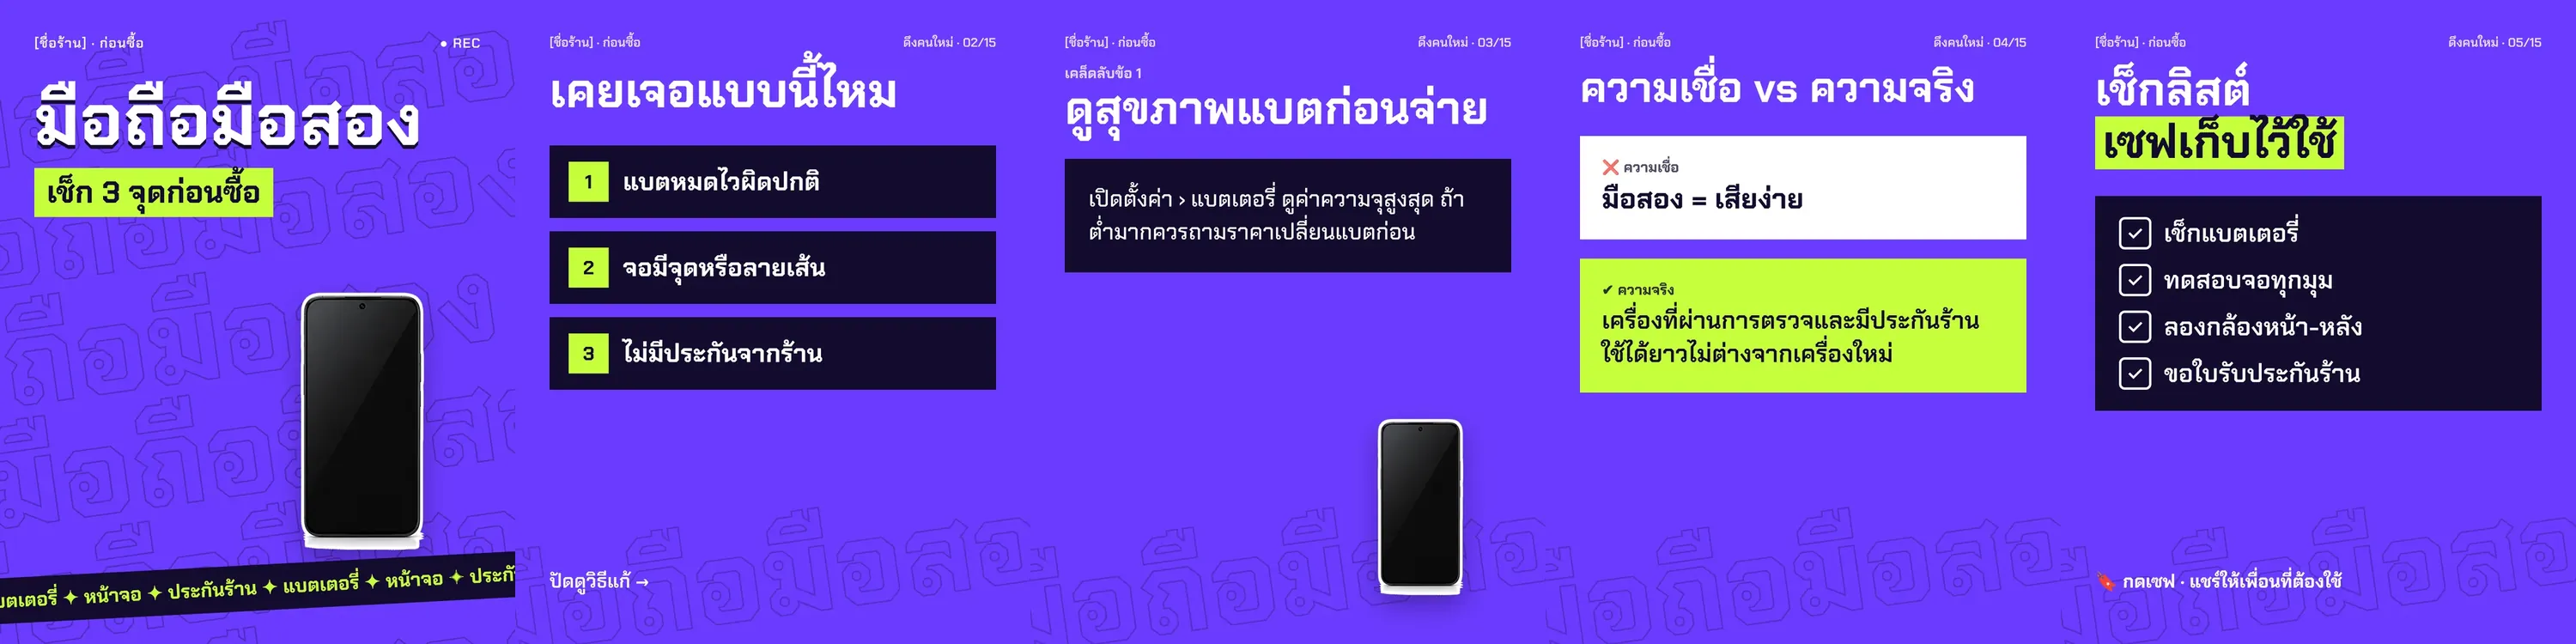 [ชื่อร้าน] · ก่อนซื้อ
● REC
มือถือมือสอง
เช็ก 3 จุดก่อนซื้อ
แบตเตอรี่ ✦ หน้าจอ ✦ ประกันร้าน ✦ แบตเตอรี่ ✦ หน้าจอ ✦
[ชื่อร้าน] · ก่อนซื้อ
ดึงคนใหม่ · 02/15
เคยเจอแบบนี้ไหม
1 แบตหมดไวผิดปกติ
2 จอมีจุดหรือลายเส้น
3 ไม่มีประกันจากร้าน
ปัดดูวิธีแก้ →
[ชื่อร้าน] · ก่อนซื้อ
ดึงคนใหม่ · 03/15
เคล็ดลับข้อ 1
ดูสุขภาพแบตก่อนจ่าย
เปิดตั้งค่า › แบตเตอรี่ ดูค่าความจุสูงสุด ถ้า
ต่ำมากควรถามราคาเปลี่ยนแบตก่อน
[ชื่อร้าน] · ก่อนซื้อ
ดึงคนใหม่ · 04/15
ความเชื่อ vs ความจริง
❌ ความเชื่อ
มือสอง = เสียง่าย
✔ ความจริง
เครื่องที่ผ่านการตรวจและมีประกันร้าน
ใช้ได้ยาวไม่ต่างจากเครื่องใหม่
[ชื่อร้าน] · ก่อนซื้อ
ดึงคนใหม่ · 05/15
เช็กลิสต์
เซฟเก็บไว้ใช้
เช็กแบตเตอรี่
ทดสอบจอทุกมุม
ลองกล้องหน้า-หลัง
ขอใบรับประกันร้าน
🔖 กดเซฟ · แชร์ให้เพื่อนที่ต้องใช้